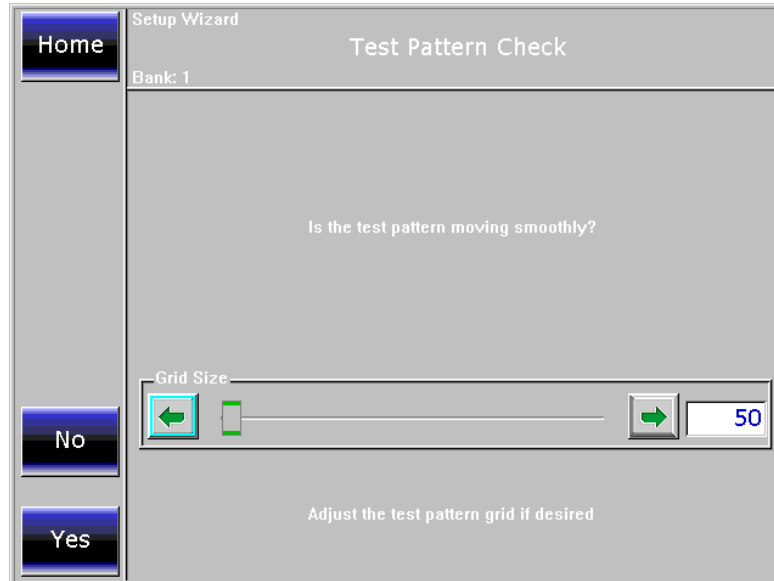 Home
Setup Wizard
Test Pattern Check
Bank: 1
Is the test pattern moving smoothly?
Grid Size
50
No
Adjust the test pattern grid if desired
Yes